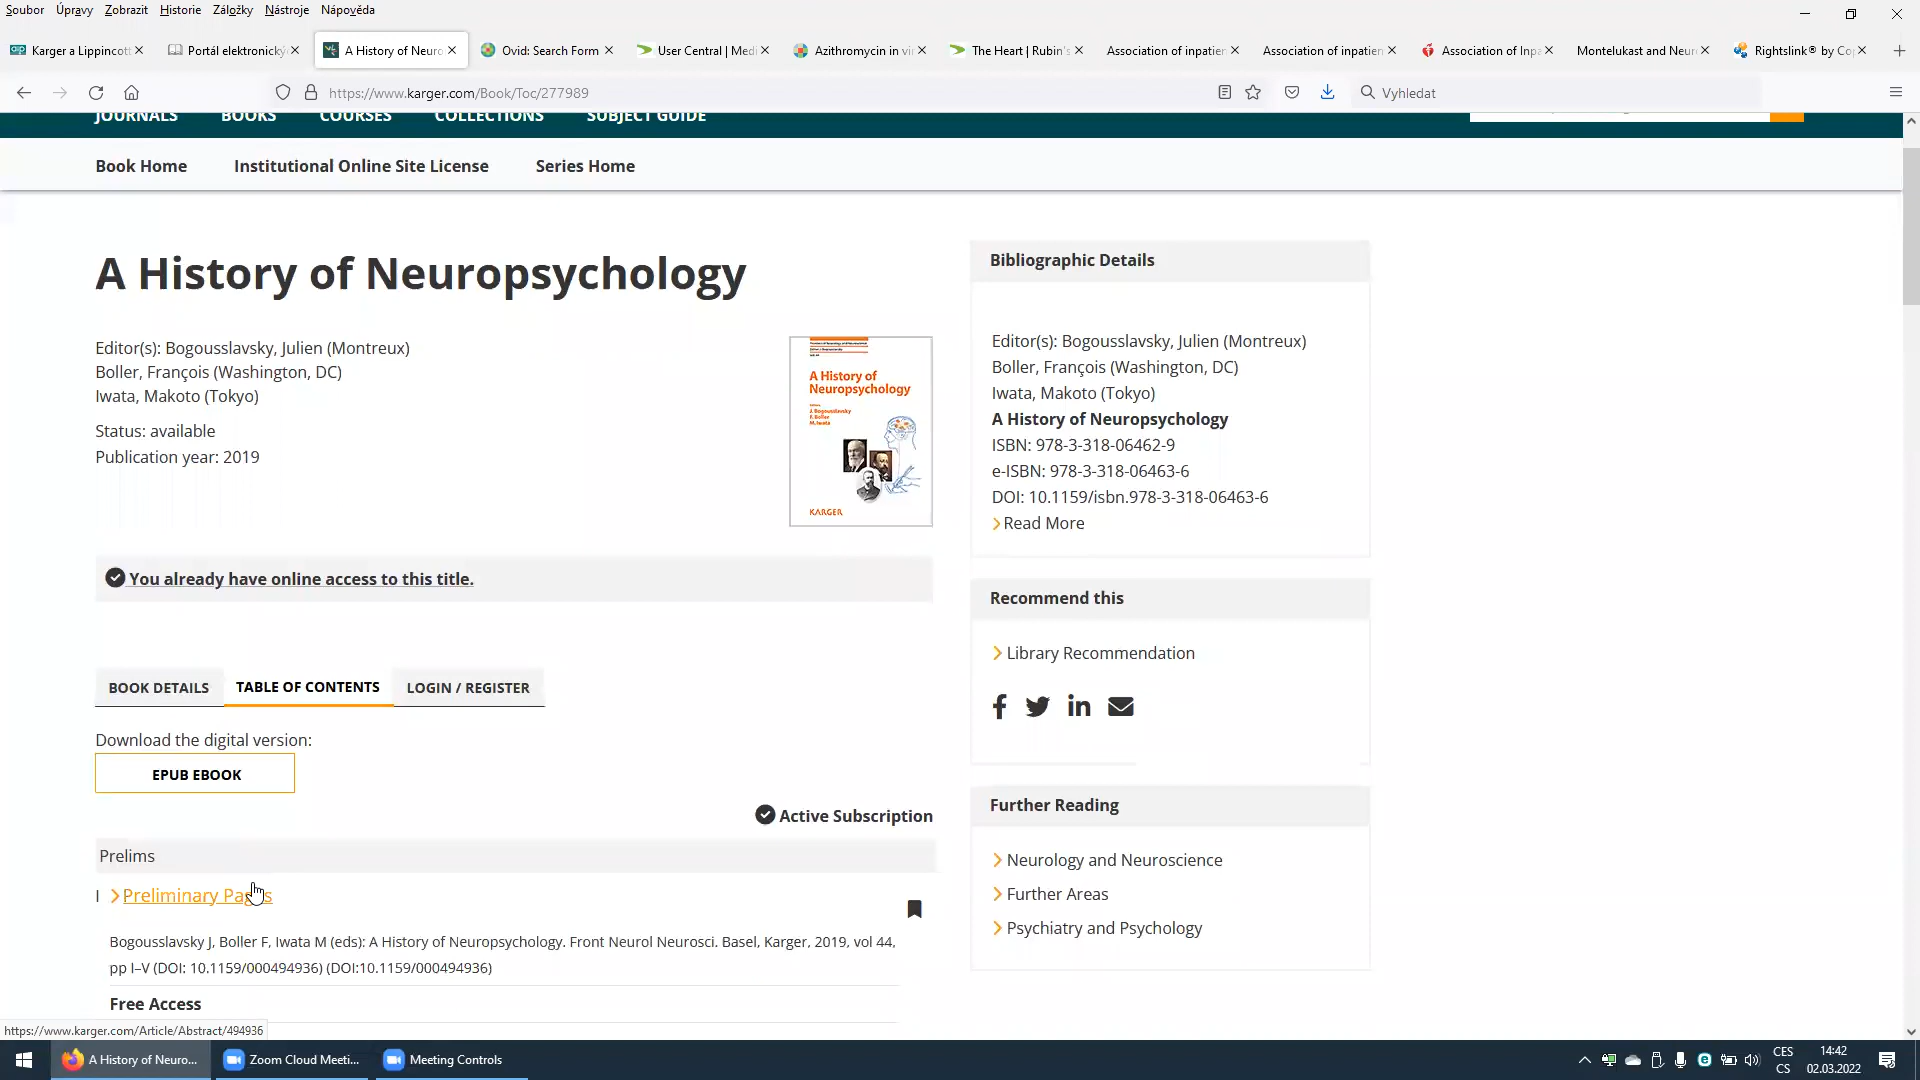 Soubor Úpravy Zobrazit Historie Záložky Nástroje Nápověda
Karger a Lippincott
Portál elektronický
A History of Neuro
Ovid: Search Form
User Central | Medi
Azithromycin in vir
The Heart | Rubin's
Association of inpatien
Association of inpatien
Association of Inpa
Montelukast and Neur
Rightslink® by Co
https://www.karger.com/Book/Toc/277989
Vyhledat
JOURNALS BOOKS COURSES COLLECTIONS SUBJECT GUIDE
Book Home Institutional Online Site License Series Home
A History of Neuropsychology
Editor(s): Bogousslavsky, Julien (Montreux)
Boller, François (Washington, DC)
Iwata, Makoto (Tokyo)
Status: available
Publication year: 2019
A History of
Neuropsychology
J. Bogousslavsky
F. Boller
M. Iwata
KARGER
You already have online access to this title.
BOOK DETAILS TABLE OF CONTENTS LOGIN / REGISTER
Download the digital version:
EPUB EBOOK
Active Subscription
Prelims
I Preliminary Pages
Bogousslavsky J, Boller F, Iwata M (eds): A History of Neuropsychology. Front Neurol Neurosci. Basel, Karger, 2019, vol 44,
pp I–V (DOI: 10.1159/000494936) (DOI:10.1159/000494936)
Free Access
Bibliographic Details
Editor(s): Bogousslavsky, Julien (Montreux)
Boller, François (Washington, DC)
Iwata, Makoto (Tokyo)
A History of Neuropsychology
ISBN: 978-3-318-06462-9
e-ISBN: 978-3-318-06463-6
DOI: 10.1159/isbn.978-3-318-06463-6
Read More
Recommend this
Library Recommendation
Further Reading
Neurology and Neuroscience
Further Areas
Psychiatry and Psychology
https://www.karger.com/Article/Abstract/494936
A History of Neuro...
Zoom Cloud Meeti...
Meeting Controls
CES
CS
14:42
02.03.2022